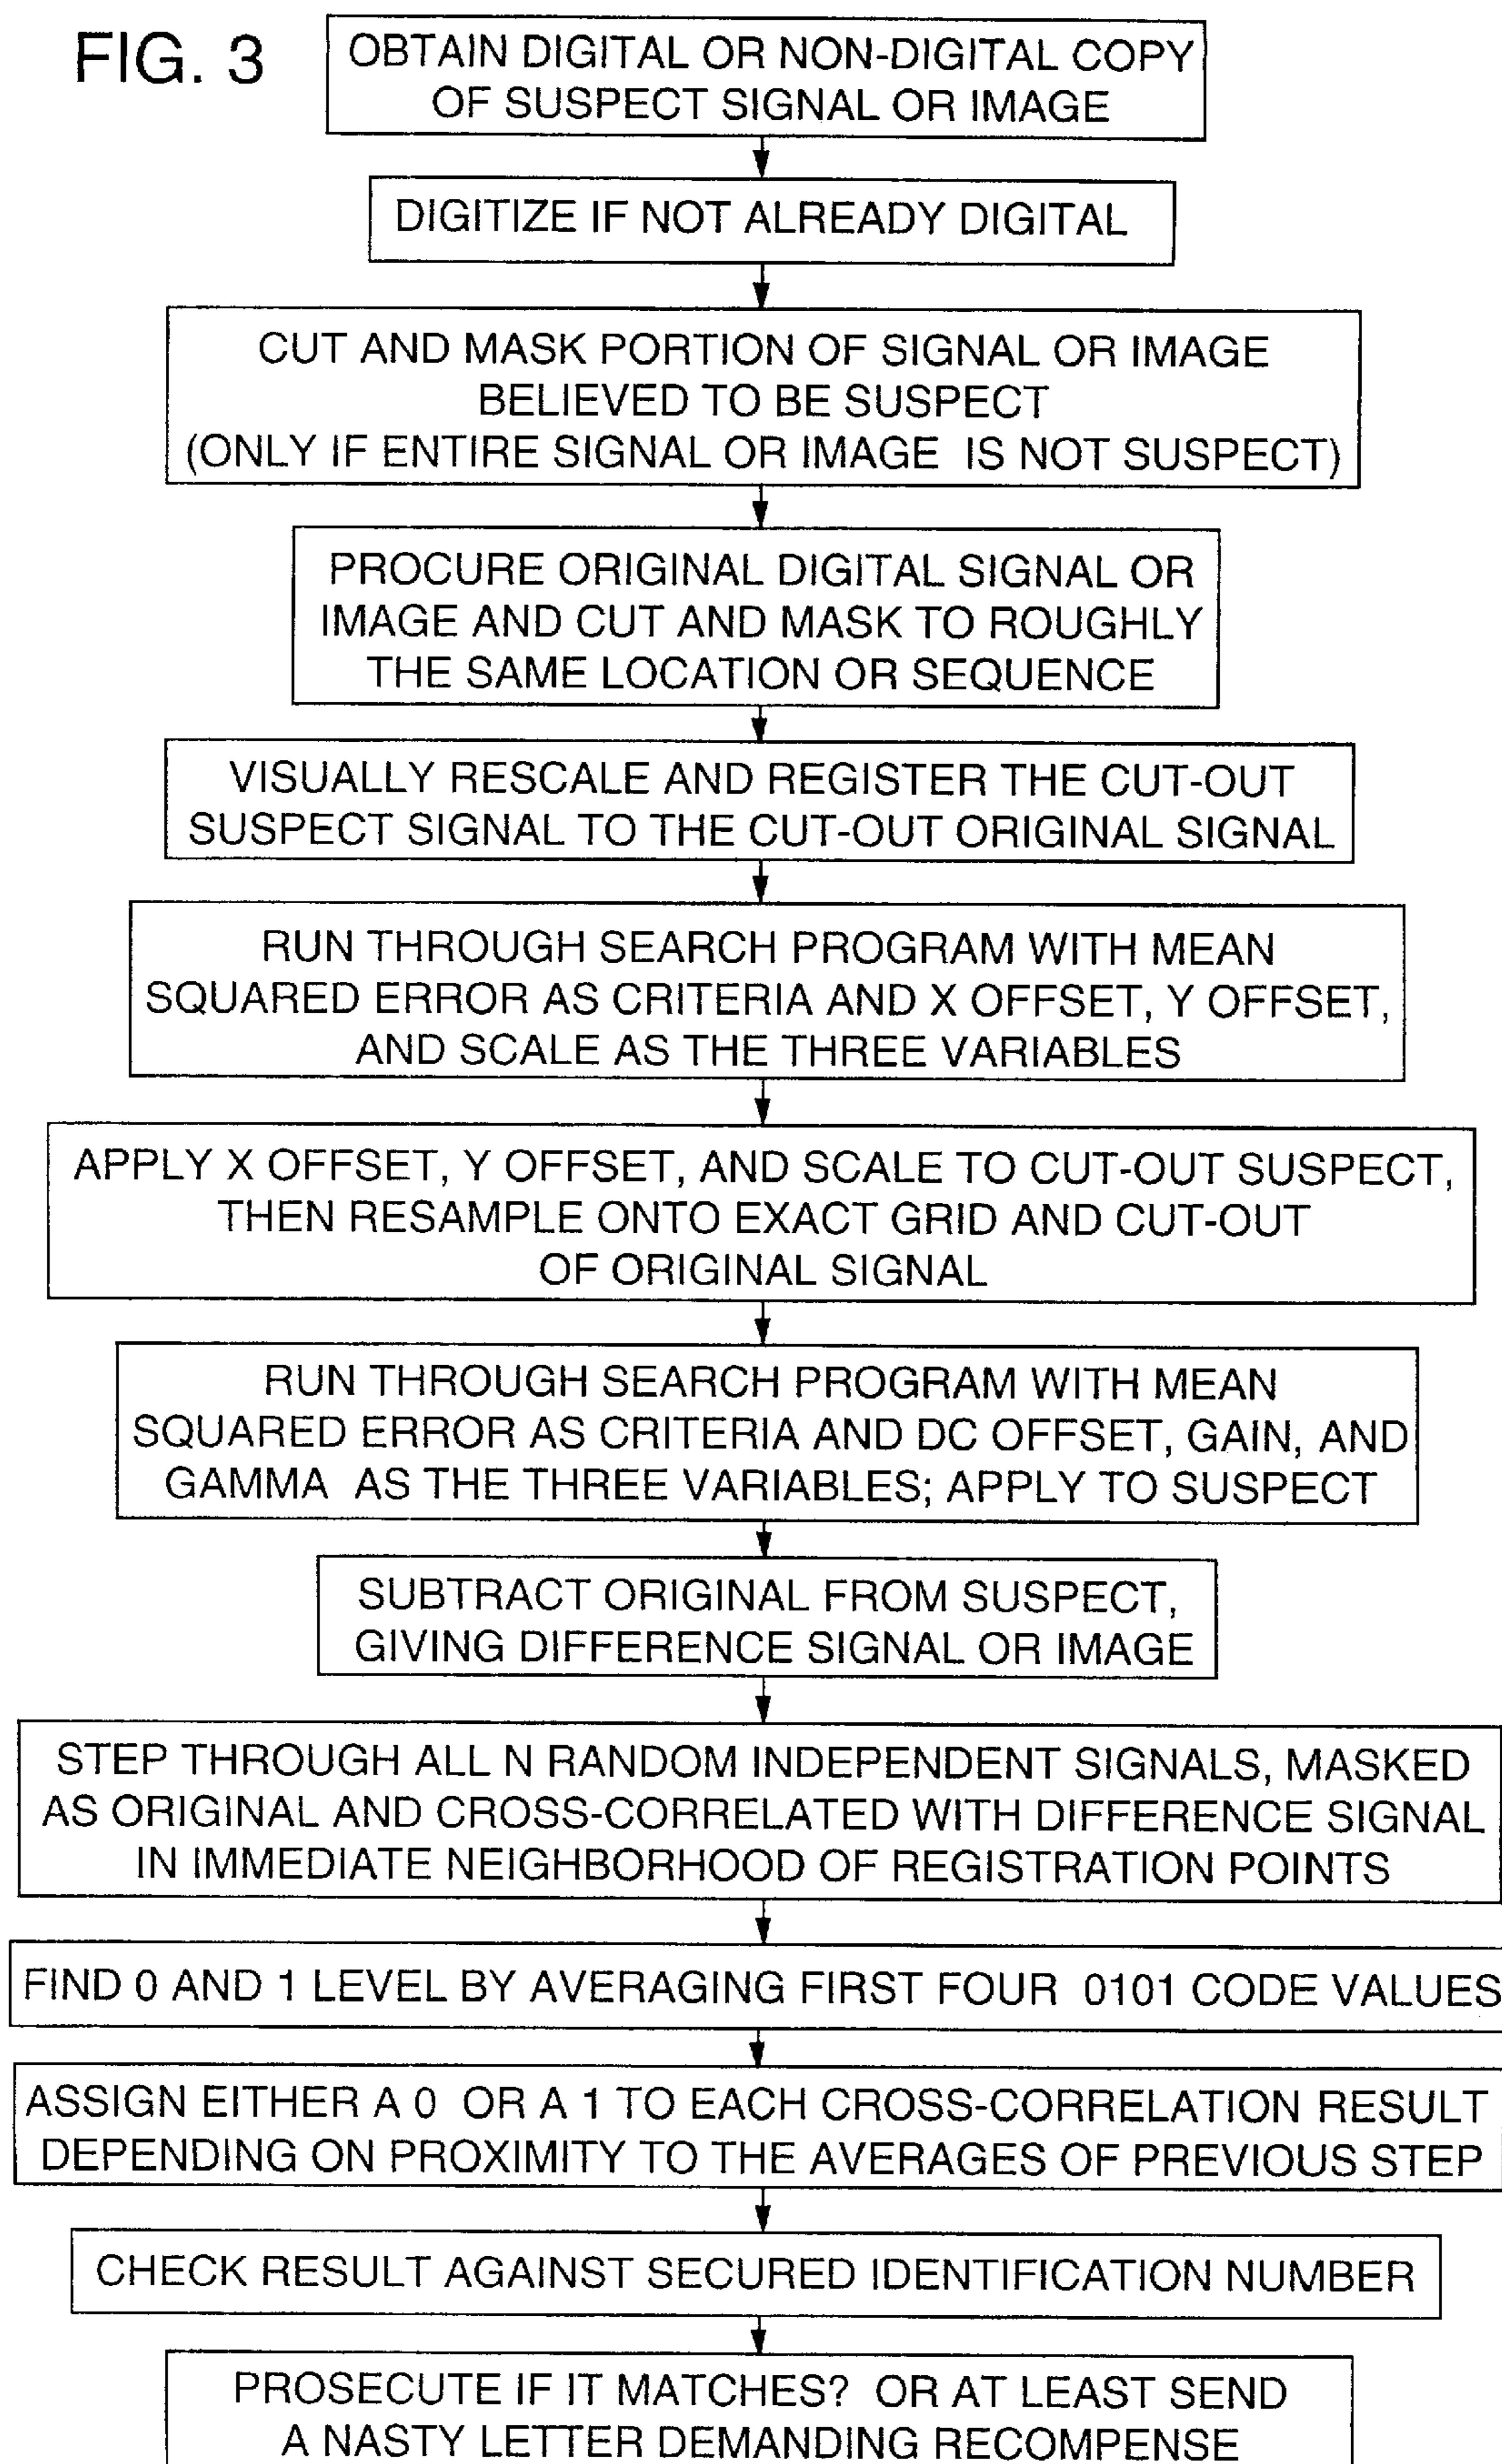 FIG. 3
OBTAIN DIGITAL OR NON-DIGITAL COPY
OF SUSPECT SIGNAL OR IMAGE
DIGITIZE IF NOT ALREADY DIGITAL
CUT AND MASK PORTION OF SIGNAL OR IMAGE
BELIEVED TO BE SUSPECT
(ONLY IF ENTIRE SIGNAL OR IMAGE IS NOT SUSPECT)
PROCURE ORIGINAL DIGITAL SIGNAL OR
IMAGE AND CUT AND MASK TO ROUGHLY
THE SAME LOCATION OR SEQUENCE
VISUALLY RESCALE AND REGISTER THE CUT-OUT
SUSPECT SIGNAL TO THE CUT-OUT ORIGINAL SIGNAL
RUN THROUGH SEARCH PROGRAM WITH MEAN
SQUARED ERROR AS CRITERIA AND X OFFSET, Y OFFSET,
AND SCALE AS THE THREE VARIABLES
APPLY X OFFSET, Y OFFSET, AND SCALE TO CUT-OUT SUSPECT,
THEN RESAMPLE ONTO EXACT GRID AND CUT-OUT
OF ORIGINAL SIGNAL
RUN THROUGH SEARCH PROGRAM WITH MEAN
SQUARED ERROR AS CRITERIA AND DC OFFSET, GAIN, AND
GAMMA AS THE THREE VARIABLES; APPLY TO SUSPECT
SUBTRACT ORIGINAL FROM SUSPECT,
GIVING DIFFERENCE SIGNAL OR IMAGE
STEP THROUGH ALL N RANDOM INDEPENDENT SIGNALS, MASKED
AS ORIGINAL AND CROSS-CORRELATED WITH DIFFERENCE SIGNAL
IN IMMEDIATE NEIGHBORHOOD OF REGISTRATION POINTS
FIND 0 AND 1 LEVEL BY AVERAGING FIRST FOUR 0101 CODE VALUES
ASSIGN EITHER A 0 OR A 1 TO EACH CROSS-CORRELATION RESULT
DEPENDING ON PROXIMITY TO THE AVERAGES OF PREVIOUS STEP
CHECK RESULT AGAINST SECURED IDENTIFICATION NUMBER
PROSECUTE IF IT MATCHES? OR AT LEAST SEND
A NASTY LETTER DEMANDING RECOMPENSE